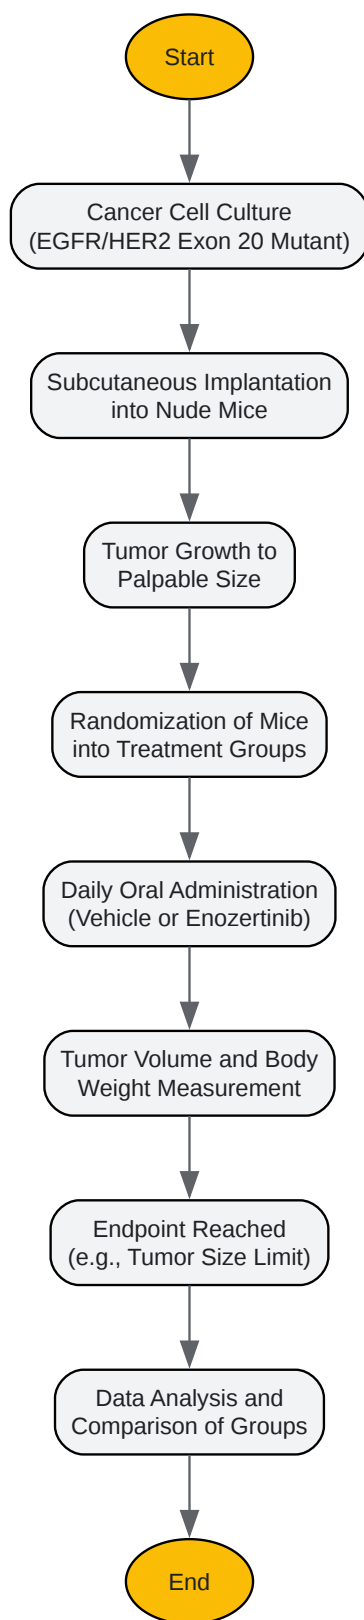 Start
Cancer Cell Culture
(EGFR/HER2 Exon 20 Mutant)
Subcutaneous Implantation
into Nude Mice
Tumor Growth to
Palpable Size
Randomization of Mice
into Treatment Groups
Daily Oral Administration
(Vehicle or Enozertinib)
Tumor Volume and Body
Weight Measurement
Endpoint Reached
(e.g., Tumor Size Limit)
Data Analysis and
Comparison of Groups
End